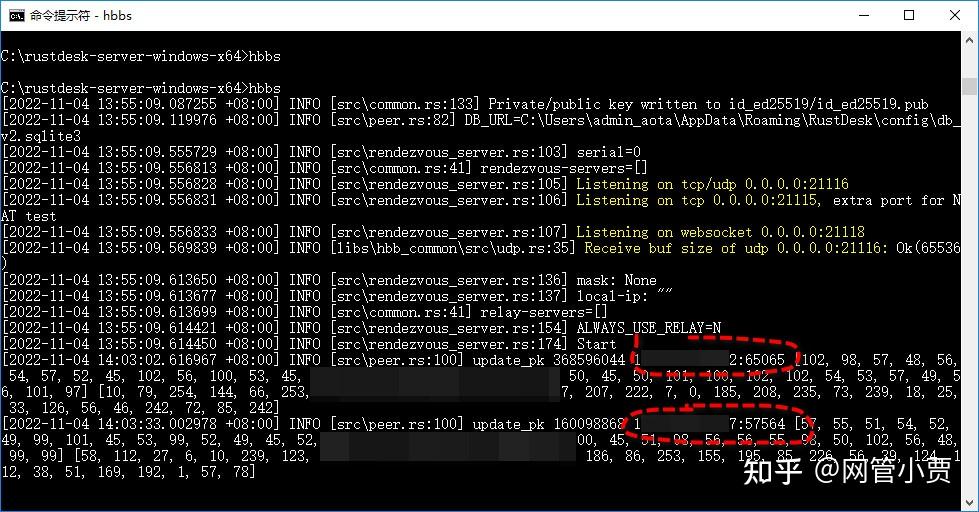 命令提示符 - hbbs
C:\rustdesk-server-windows-x64>hbbs
C:\rustdesk-server-windows-x64>hbbs
[2022-11-04 13:55:09.087255 +08:00] INFO [src\common.rs:133] Private/public key written to id_ed25519/id_ed25519.pub
[2022-11-04 13:55:09.119976 +08:00] INFO [src\peer.rs:82] DB_URL=C:\Users\admin_aota\AppData\Roaming\RustDesk\config\db_
v2.sqlite3
[2022-11-04 13:55:09.555729 +08:00] INFO [src\rendezvous_server.rs:103] serial=0
[2022-11-04 13:55:09.556813 +08:00] INFO [src\common.rs:41] rendezvous-servers=[]
[2022-11-04 13:55:09.556828 +08:00] INFO [src\rendezvous_server.rs:105] Listening on tcp/udp 0.0.0.0:21116
[2022-11-04 13:55:09.556831 +08:00] INFO [src\rendezvous_server.rs:106] Listening on tcp 0.0.0.0:21115, extra port for N
AT test
[2022-11-04 13:55:09.556833 +08:00] INFO [src\rendezvous_server.rs:107] Listening on websocket 0.0.0.0:21118
[2022-11-04 13:55:09.569839 +08:00] INFO [libs\hbb_common\src\udp.rs:35] Receive buf size of udp 0.0.0.0:21116: Ok(65536
)
[2022-11-04 13:55:09.613650 +08:00] INFO [src\rendezvous_server.rs:136] mask: None
[2022-11-04 13:55:09.613677 +08:00] INFO [src\rendezvous_server.rs:137] local-ip: ""
[2022-11-04 13:55:09.613699 +08:00] INFO [src\common.rs:41] relay-servers=[]
[2022-11-04 13:55:09.614421 +08:00] INFO [src\rendezvous_server.rs:154] ALWAYS_USE_RELAY=N
[2022-11-04 13:55:09.614450 +08:00] INFO [src\rendezvous_server.rs:174] Start
[2022-11-04 14:03:02.616967 +08:00] INFO [src\peer.rs:100] update_pk 368596044 1 2:65065 [102, 98, 57, 48, 56,
54, 57, 52, 45, 102, 56, 100, 53, 45, 50, 45, 50, 101, 102, 102, 54, 53, 57, 49, 5
6, 101, 97] [10, 79, 254, 144, 66, 253, 7, 207, 222, 7, 0, 185, 208, 235, 73, 239, 18, 25,
33, 126, 56, 46, 242, 72, 85, 242]
[2022-11-04 14:03:33.002978 +08:00] INFO [src\peer.rs:100] update_pk 160098868 1 7:57564 55, 51, 54, 52,
49, 99, 101, 45, 53, 99, 52, 49, 45, 52, 00, 45, 51, 98, 56, 56, 55, 50, 102, 56, 48,
99, 99] [58, 112, 27, 6, 10, 239, 123, 186, 86, 253, 155, 195, 85, 226, 56, 39, 124,
12, 38, 51, 169, 192, 1, 57, 78]
知乎 @网管小贾